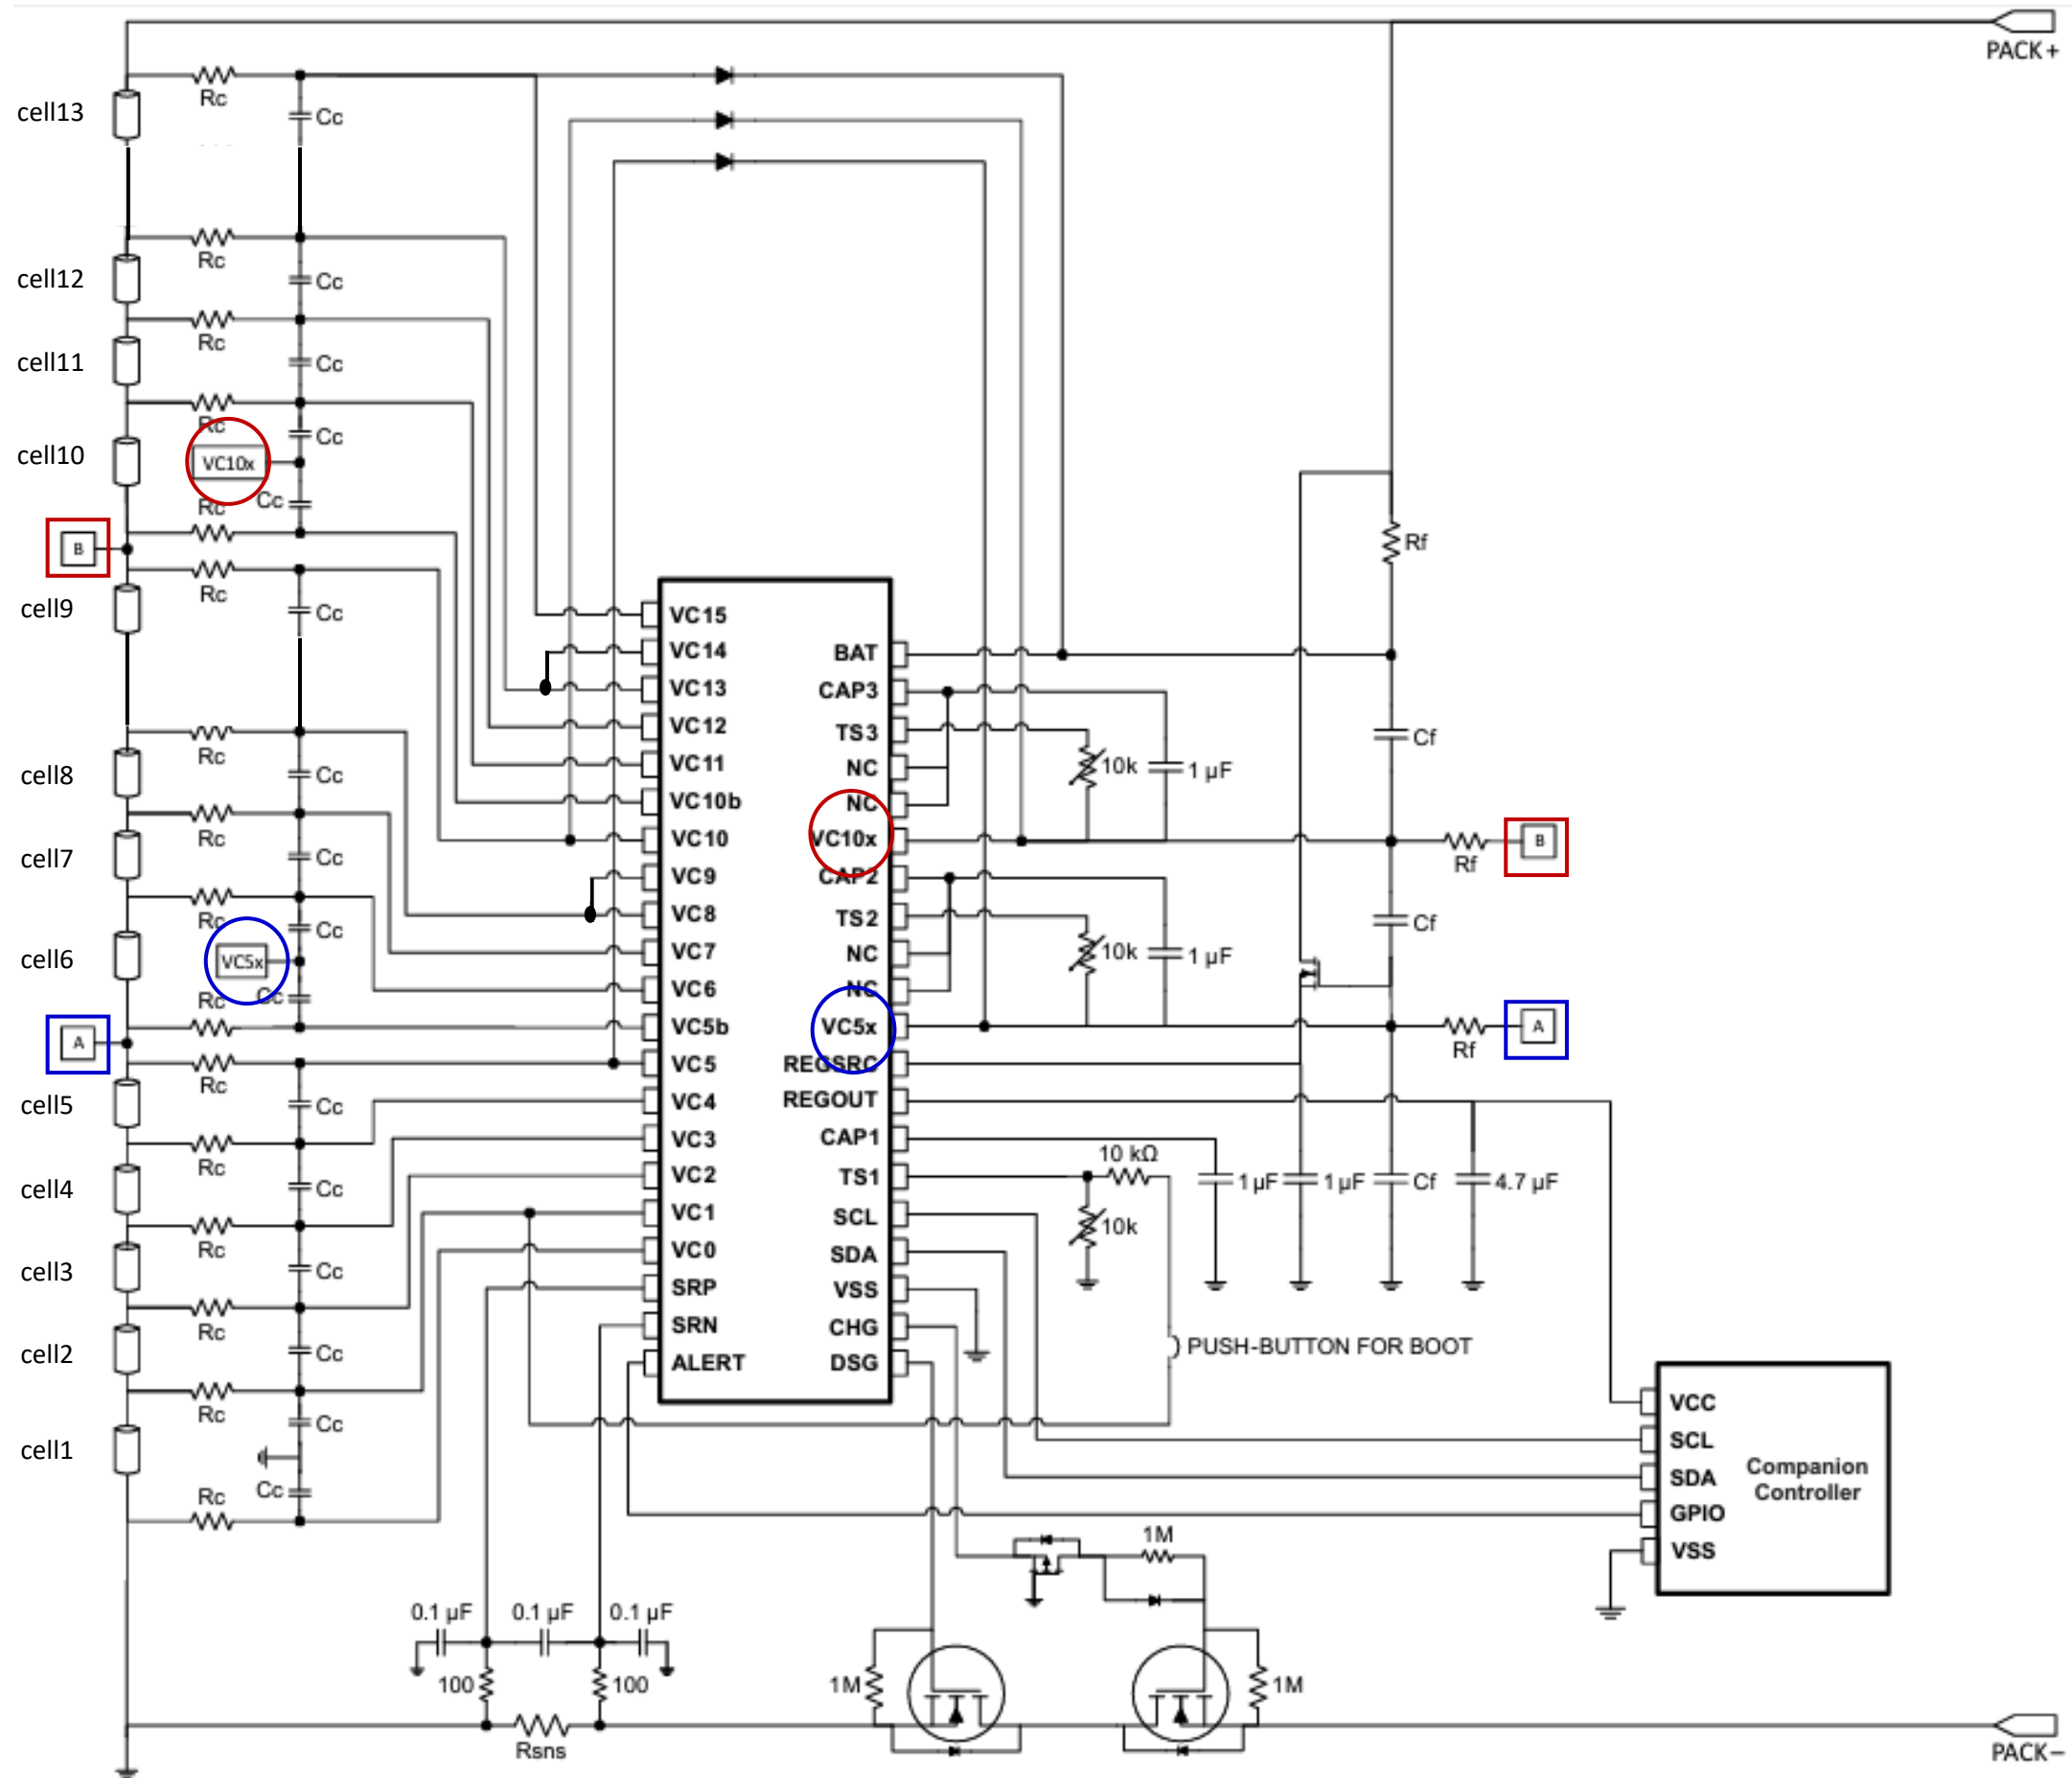 PACK+
Rc
cell13
Cc
Rc
cell12
Cc
Rc
cell11
Cc
Rc
Cc
cell10
VC10x
Cc
Rc
B
Rc
cell9
Cc
Rc
cell8
Cc
Rc
cell7
Cc
Rc
Cc
cell6
VC5x
Rc
Cc
A
Rc
cell5
Cc
Rc
cell4
Cc
Rc
cell3
Cc
Rc
cell2
Cc
Rc
Cc
cell1
Cc
Rc
VC15
VC14
VC13
VC12
VC11
VC10b
VC10
VC9
VC8
VC7
VC6
VC5b
VC5
VC4
VC3
VC2
VC1
VC0
SRP
SRN
ALERT
BAT
CAP3
TS3
NC
NC
VC10x
CAP2
TS2
NC
NC
VC5x
REGSRC
REGOUT
CAP1
TS1
SCL
SDA
VSS
CHG
DSG
Rf
Cf
10k
1 µF
B
Rf
Cf
10k
1 µF
A
Rf
10 kΩ
1 µF
1 µF
Cf
4.7 µF
10k
PUSH-BUTTON FOR BOOT
VCC
SCL
SDA
GPIO
VSS
Companion
Controller
1M
0.1 µF
0.1 µF
0.1 µF
100
100
1M
1M
Rsns
PACK–